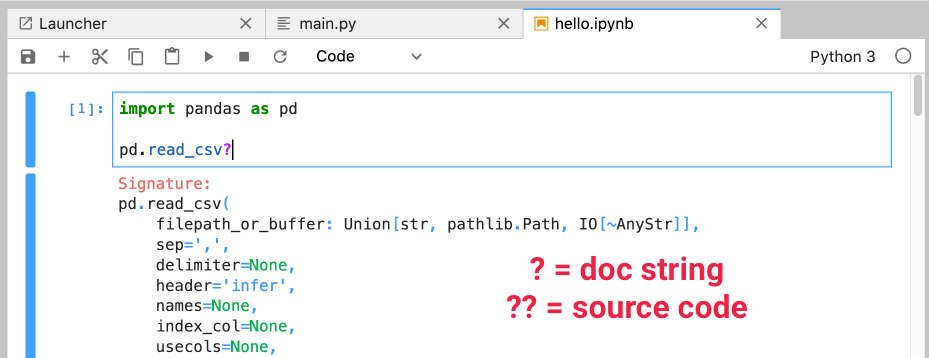 Launcher
main.py
hello.ipynb
Code
Python 3
[1]:
import pandas as pd
pd.read_csv?
Signature:
pd.read_csv(
filepath_or_buffer: Union[str, pathlib.Path, IO[~AnyStr]],
sep=',',
delimiter=None,
header='infer',
names=None,
index_col=None,
usecols=None,
? = doc string
?? = source code